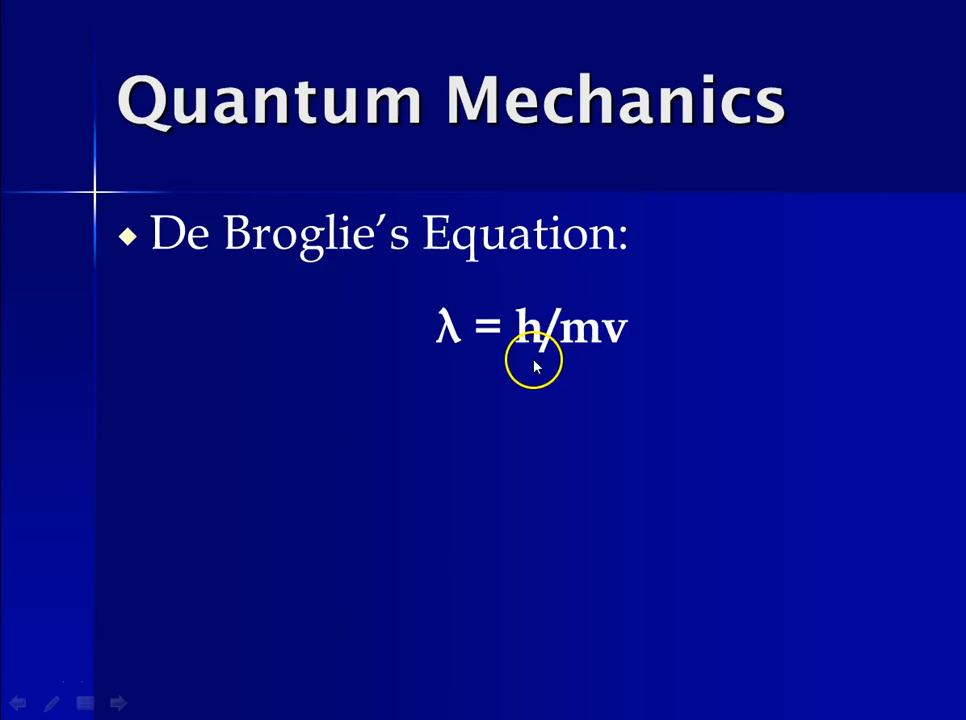 Quantum Mechanics
De Broglie’s Equation:
λ = h/mv